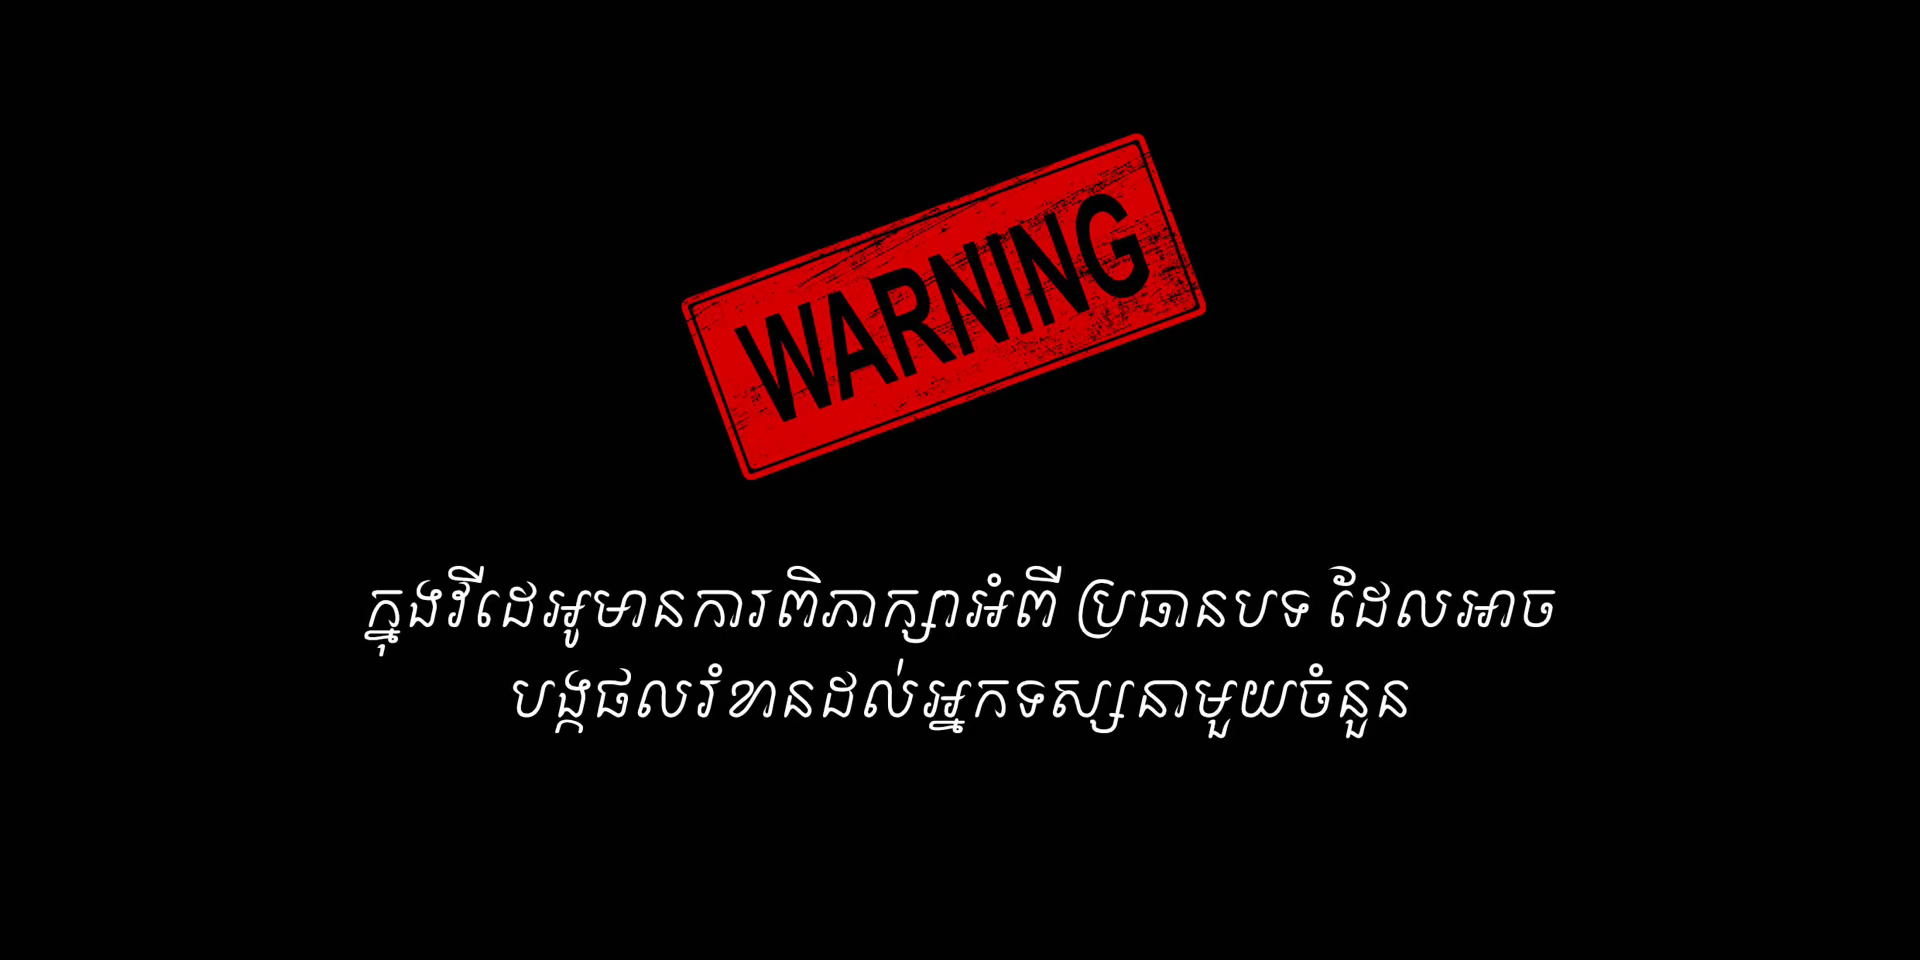 WARNING
ក្នុងវីដេអូមានការពិភាក្សាអំពី ប្រធានបទ ដែលអាច
បង្កផលរំខានដល់អ្នកទស្សនាមួយចំនួន